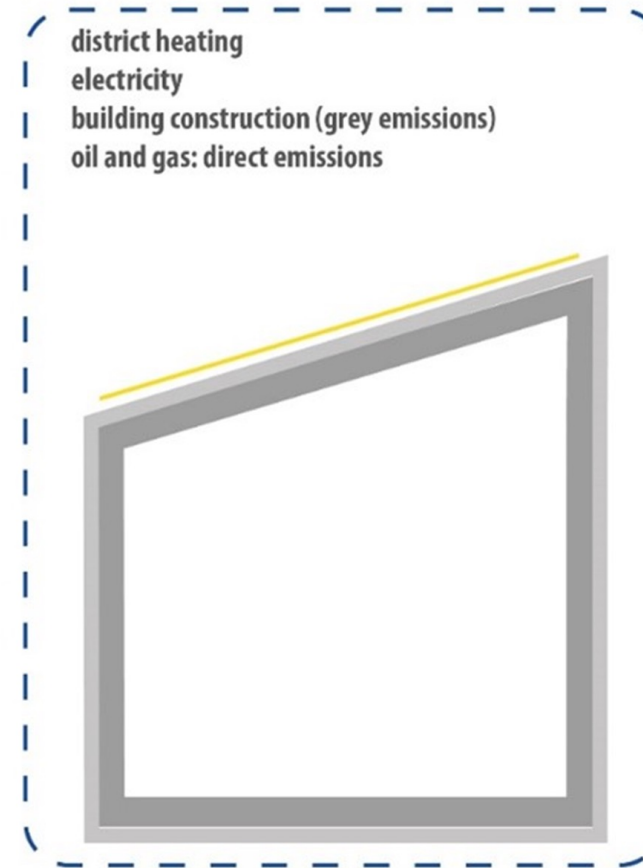 district heating
electricity
building construction (grey emissions)
oil and gas: direct emissions